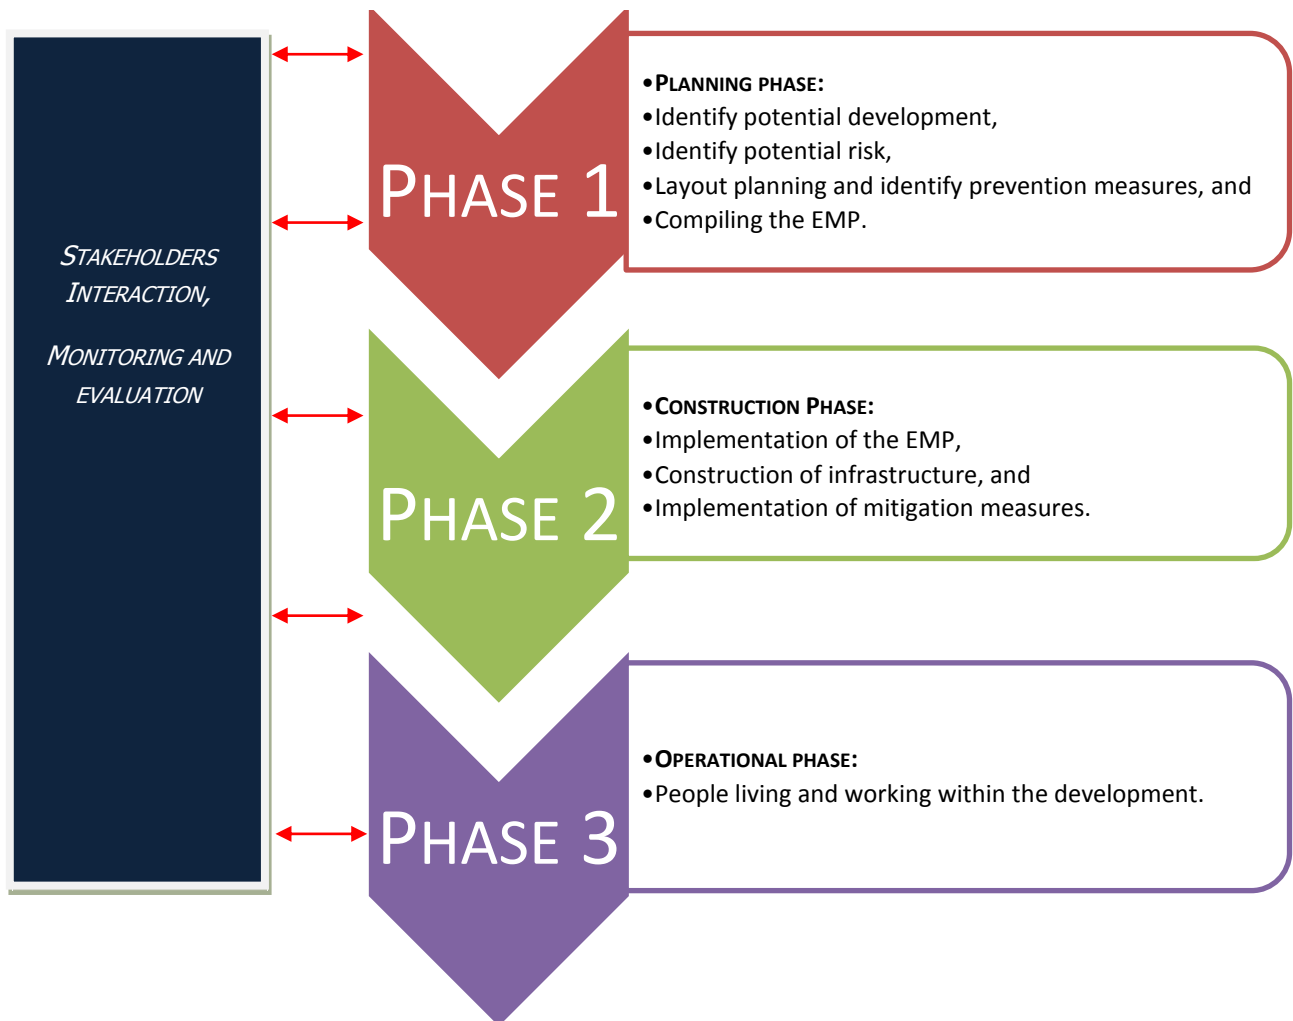 STAKEHOLDERS
INTERACTION,
MONITORING AND
EVALUATION
PHASE 1
•PLANNING PHASE:
•Identify potential development,
•Identify potential risk,
•Layout planning and identify prevention measures, and
•Compiling the EMP.
PHASE 2
•CONSTRUCTION PHASE:
•Implementation of the EMP,
•Construction of infrastructure, and
•Implementation of mitigation measures.
PHASE 3
•OPERATIONAL PHASE:
•People living and working within the development.